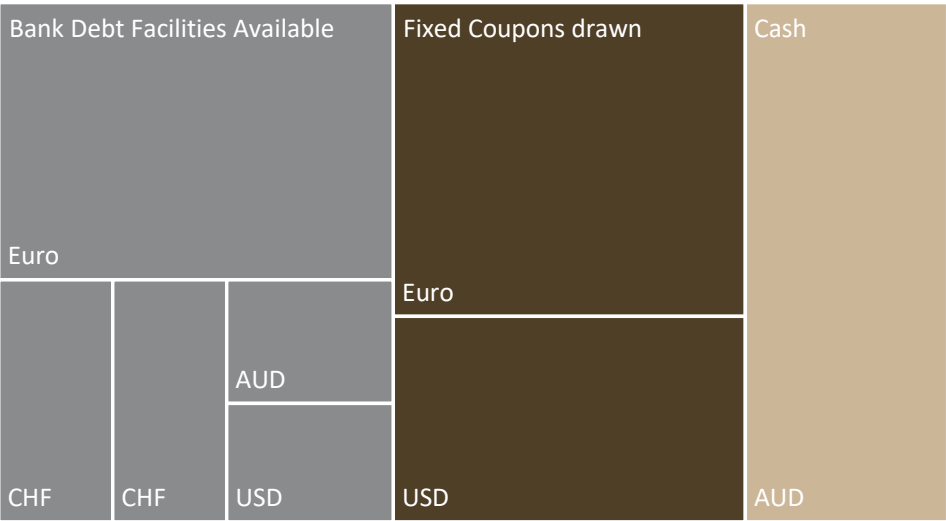 Bank Debt Facilities Available
Euro
CHF
CHF
AUD
USD
Fixed Coupons drawn
Euro
USD
Cash
AUD